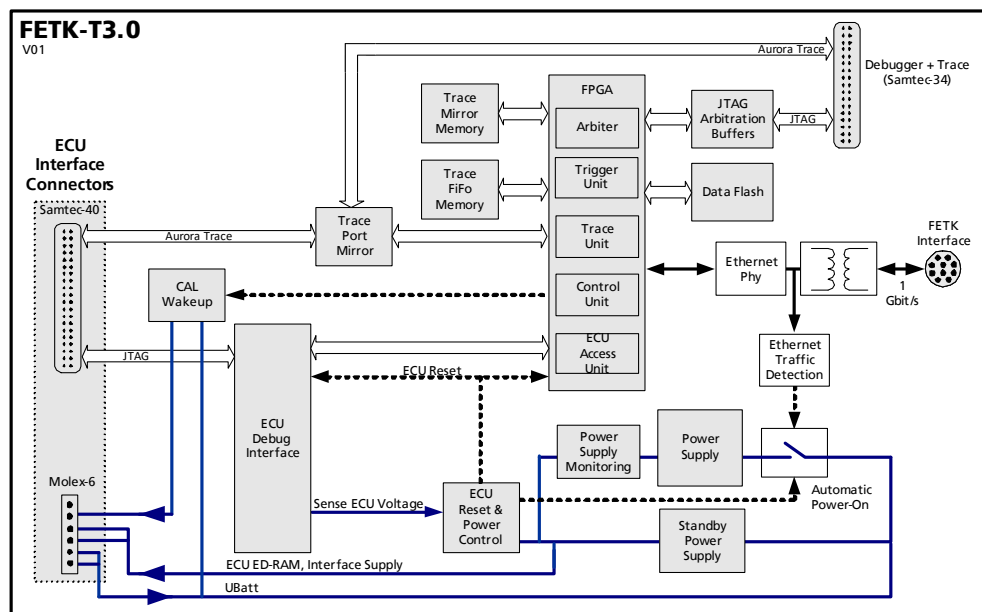 FETK-T3.0
V01
Aurora Trace
Debugger + Trace
(Samtec-34)
FPGA
Trace
Mirror
Memory
Arbiter
JTAG
Arbitration
Buffers
JTAG
ECU
Interface
Connectors
Trigger
Unit
Trace
FiFo
Memory
Data Flash
Samtec-40
Trace
Port
Mirror
Aurora Trace
Trace
Unit
FETK
Interface
Ethernet
Phy
1
Gbit/s
CAL
Wakeup
Control
Unit
JTAG
ECU
Access
Unit
Ethernet
Traffic
Detection
ECU Reset
ECU
Debug
Interface
Power
Supply
Monitoring
Power
Supply
Molex-6
Automatic
Power-On
Sense ECU Voltage
ECU
Reset &
Power
Control
Standby
Power
Supply
ECU ED-RAM, Interface Supply
UBatt